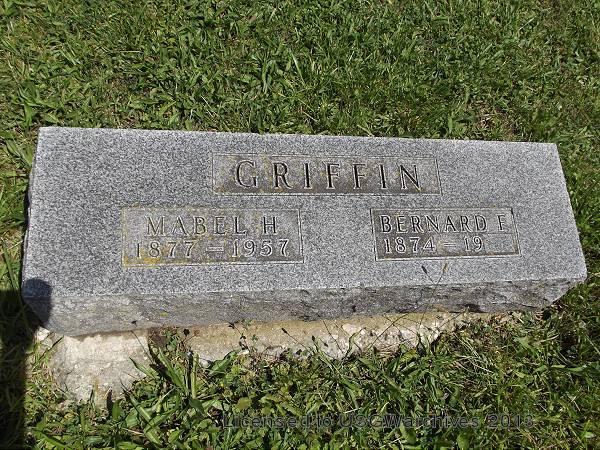 GRIFFIN
MABEL H
1877 — 1957
BERNARD F
1874 — 19
Licensed to USGWarchives 2013